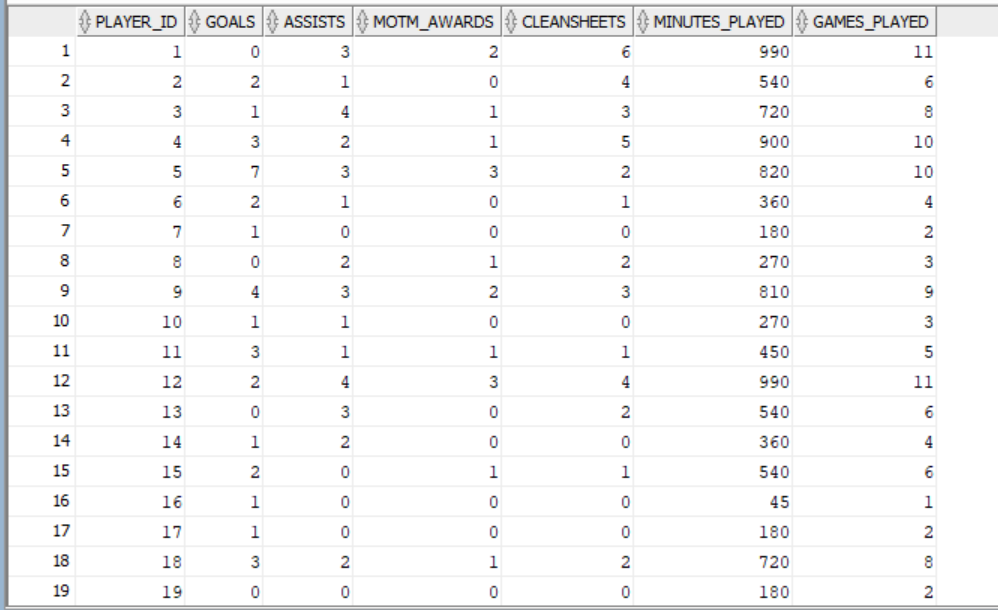 PLAYER_ID GOALS ASSISTS MOTM_AWARDS CLEANSHEETS MINUTES_PLAYED GAMES_PLAYED
1 1 0 3 2 6 990 11
2 2 2 1 0 4 540 6
3 3 1 4 1 3 720 8
4 4 3 2 1 5 900 10
5 5 7 3 3 2 820 10
6 6 2 1 0 1 360 4
7 7 1 0 0 0 180 2
8 8 0 2 1 2 270 3
9 9 4 3 2 3 810 9
10 10 1 1 0 0 270 3
11 11 3 1 1 1 450 5
12 12 2 4 3 4 990 11
13 13 0 3 0 2 540 6
14 14 1 2 0 0 360 4
15 15 2 0 1 1 540 6
16 16 1 0 0 0 45 1
17 17 1 0 0 0 180 2
18 18 3 2 1 2 720 8
19 19 0 0 0 0 180 2